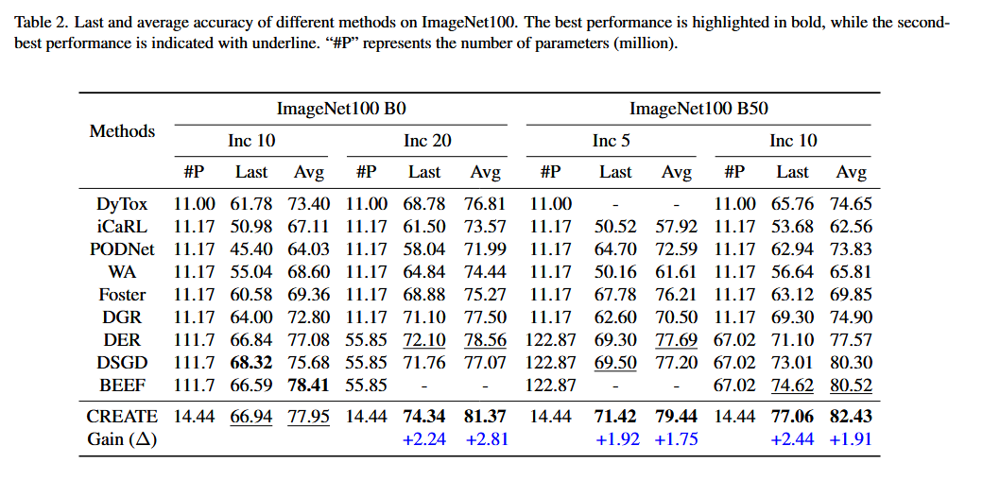 Table 2. Last and average accuracy of different methods on ImageNet100. The best performance is highlighted in bold, while the second-
best performance is indicated with underline. “#P” represents the number of parameters (million).
Methods ImageNet100 B0 ImageNet100 B50
Inc 10 Inc 20 Inc 5 Inc 10
#P Last Avg #P Last Avg #P Last Avg #P Last Avg
DyTox 11.00 61.78 73.40 11.00 68.78 76.81 11.00 - - 11.00 65.76 74.65
iCaRL 11.17 50.98 67.11 11.17 61.50 73.57 11.17 50.52 57.92 11.17 53.68 62.56
PODNet 11.17 45.40 64.03 11.17 58.04 71.99 11.17 64.70 72.59 11.17 62.94 73.83
WA 11.17 55.04 68.60 11.17 64.84 74.44 11.17 50.16 61.61 11.17 56.64 65.81
Foster 11.17 60.58 69.36 11.17 68.88 75.27 11.17 67.78 76.21 11.17 63.12 69.85
DGR 11.17 64.00 72.80 11.17 71.10 77.50 11.17 62.60 70.50 11.17 69.30 74.90
DER 111.7 66.84 77.08 55.85 72.10 78.56 122.87 69.30 77.69 67.02 71.10 77.57
DSGD 111.7 68.32 75.68 55.85 71.76 77.07 122.87 69.50 77.20 67.02 73.01 80.30
BEEF 111.7 66.59 78.41 55.85 - - 122.87 - - 67.02 74.62 80.52
CREATE 14.44 66.94 77.95 14.44 74.34 81.37 14.44 71.42 79.44 14.44 77.06 82.43
Gain (Δ) +2.24 +2.81 +1.92 +1.75 +2.44 +1.91